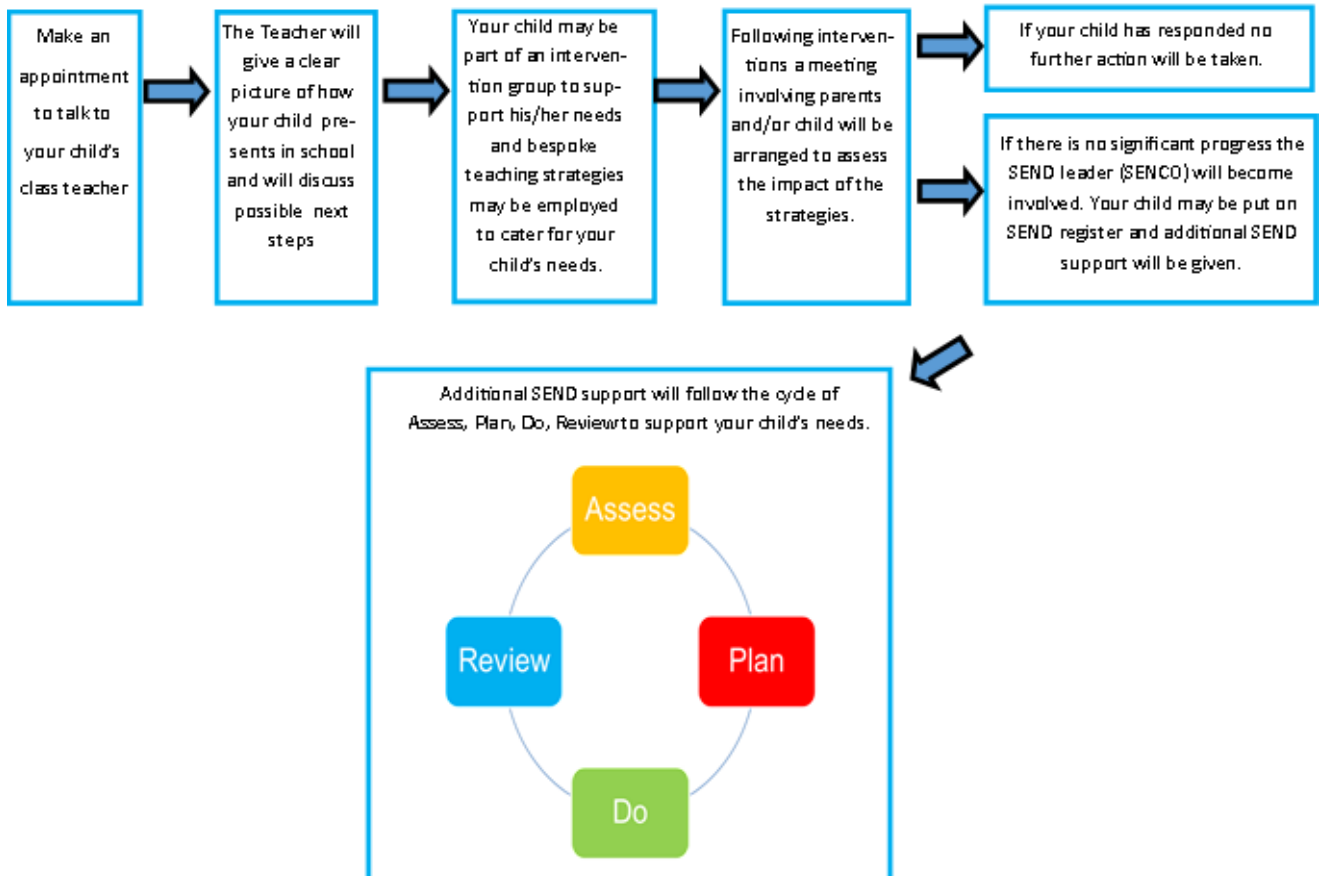 Make an
appointment
to talk to
your child's
class teacher
The Teacher will
give a clear
picture of how
your child pre-
sents in school
and will discuss
possible next
steps
Your child may be
part of an interven-
tion group to sup-
port his/her needs
and bespoke
teaching strategies
may be employed
to cater for your
child's needs.
Following interven-
tions a meeting
involving parents
and/or child will be
arranged to assess
the impact of the
strategies.
If your child has responded no
further action will be taken.
If there is no significant progress the
SEND leader (SENCO) will become
involved. Your child may be put on
SEND register and additional SEND
support will be given.
Additional SEND support will follow the cycle of
Assess, Plan, Do, Review to support your child's needs.
Assess
Review
Plan
Do